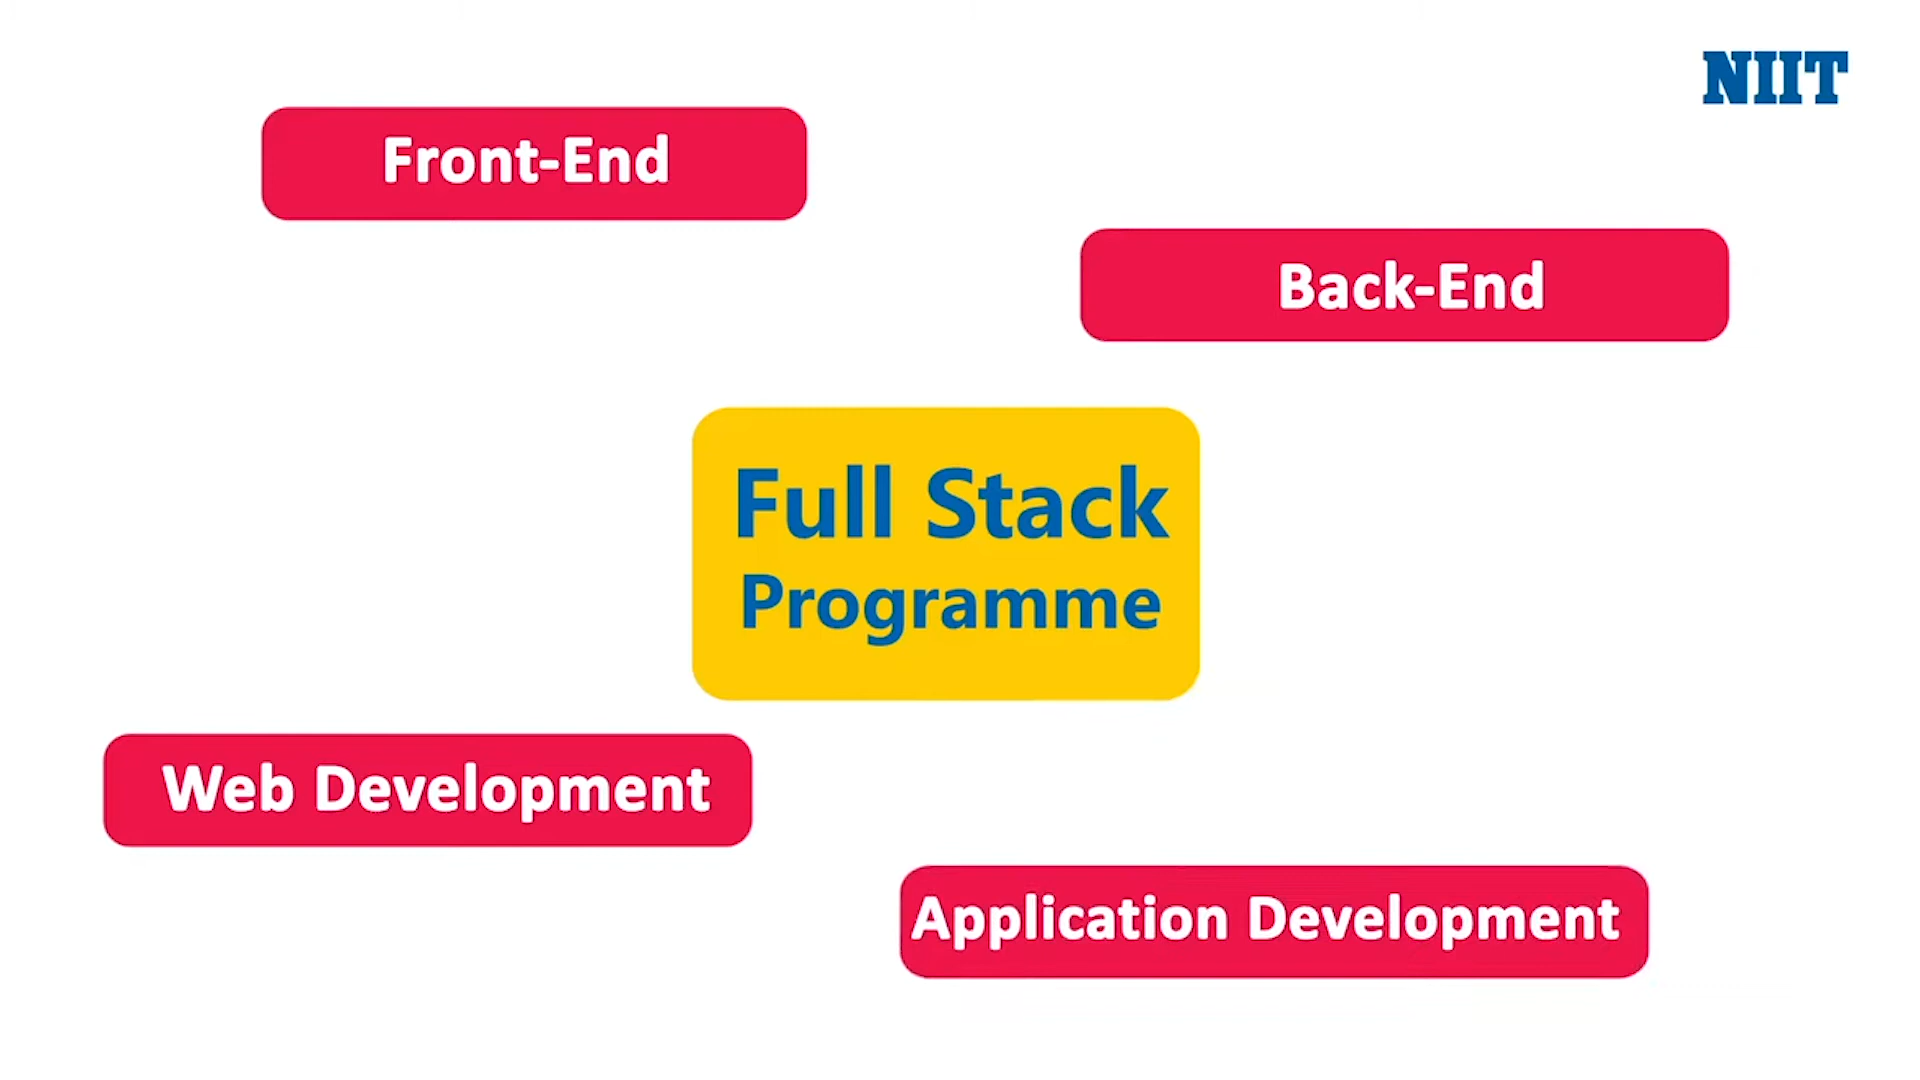 NIIT
Front-End
Back-End
Full Stack
Programme
Web Development
Application Development